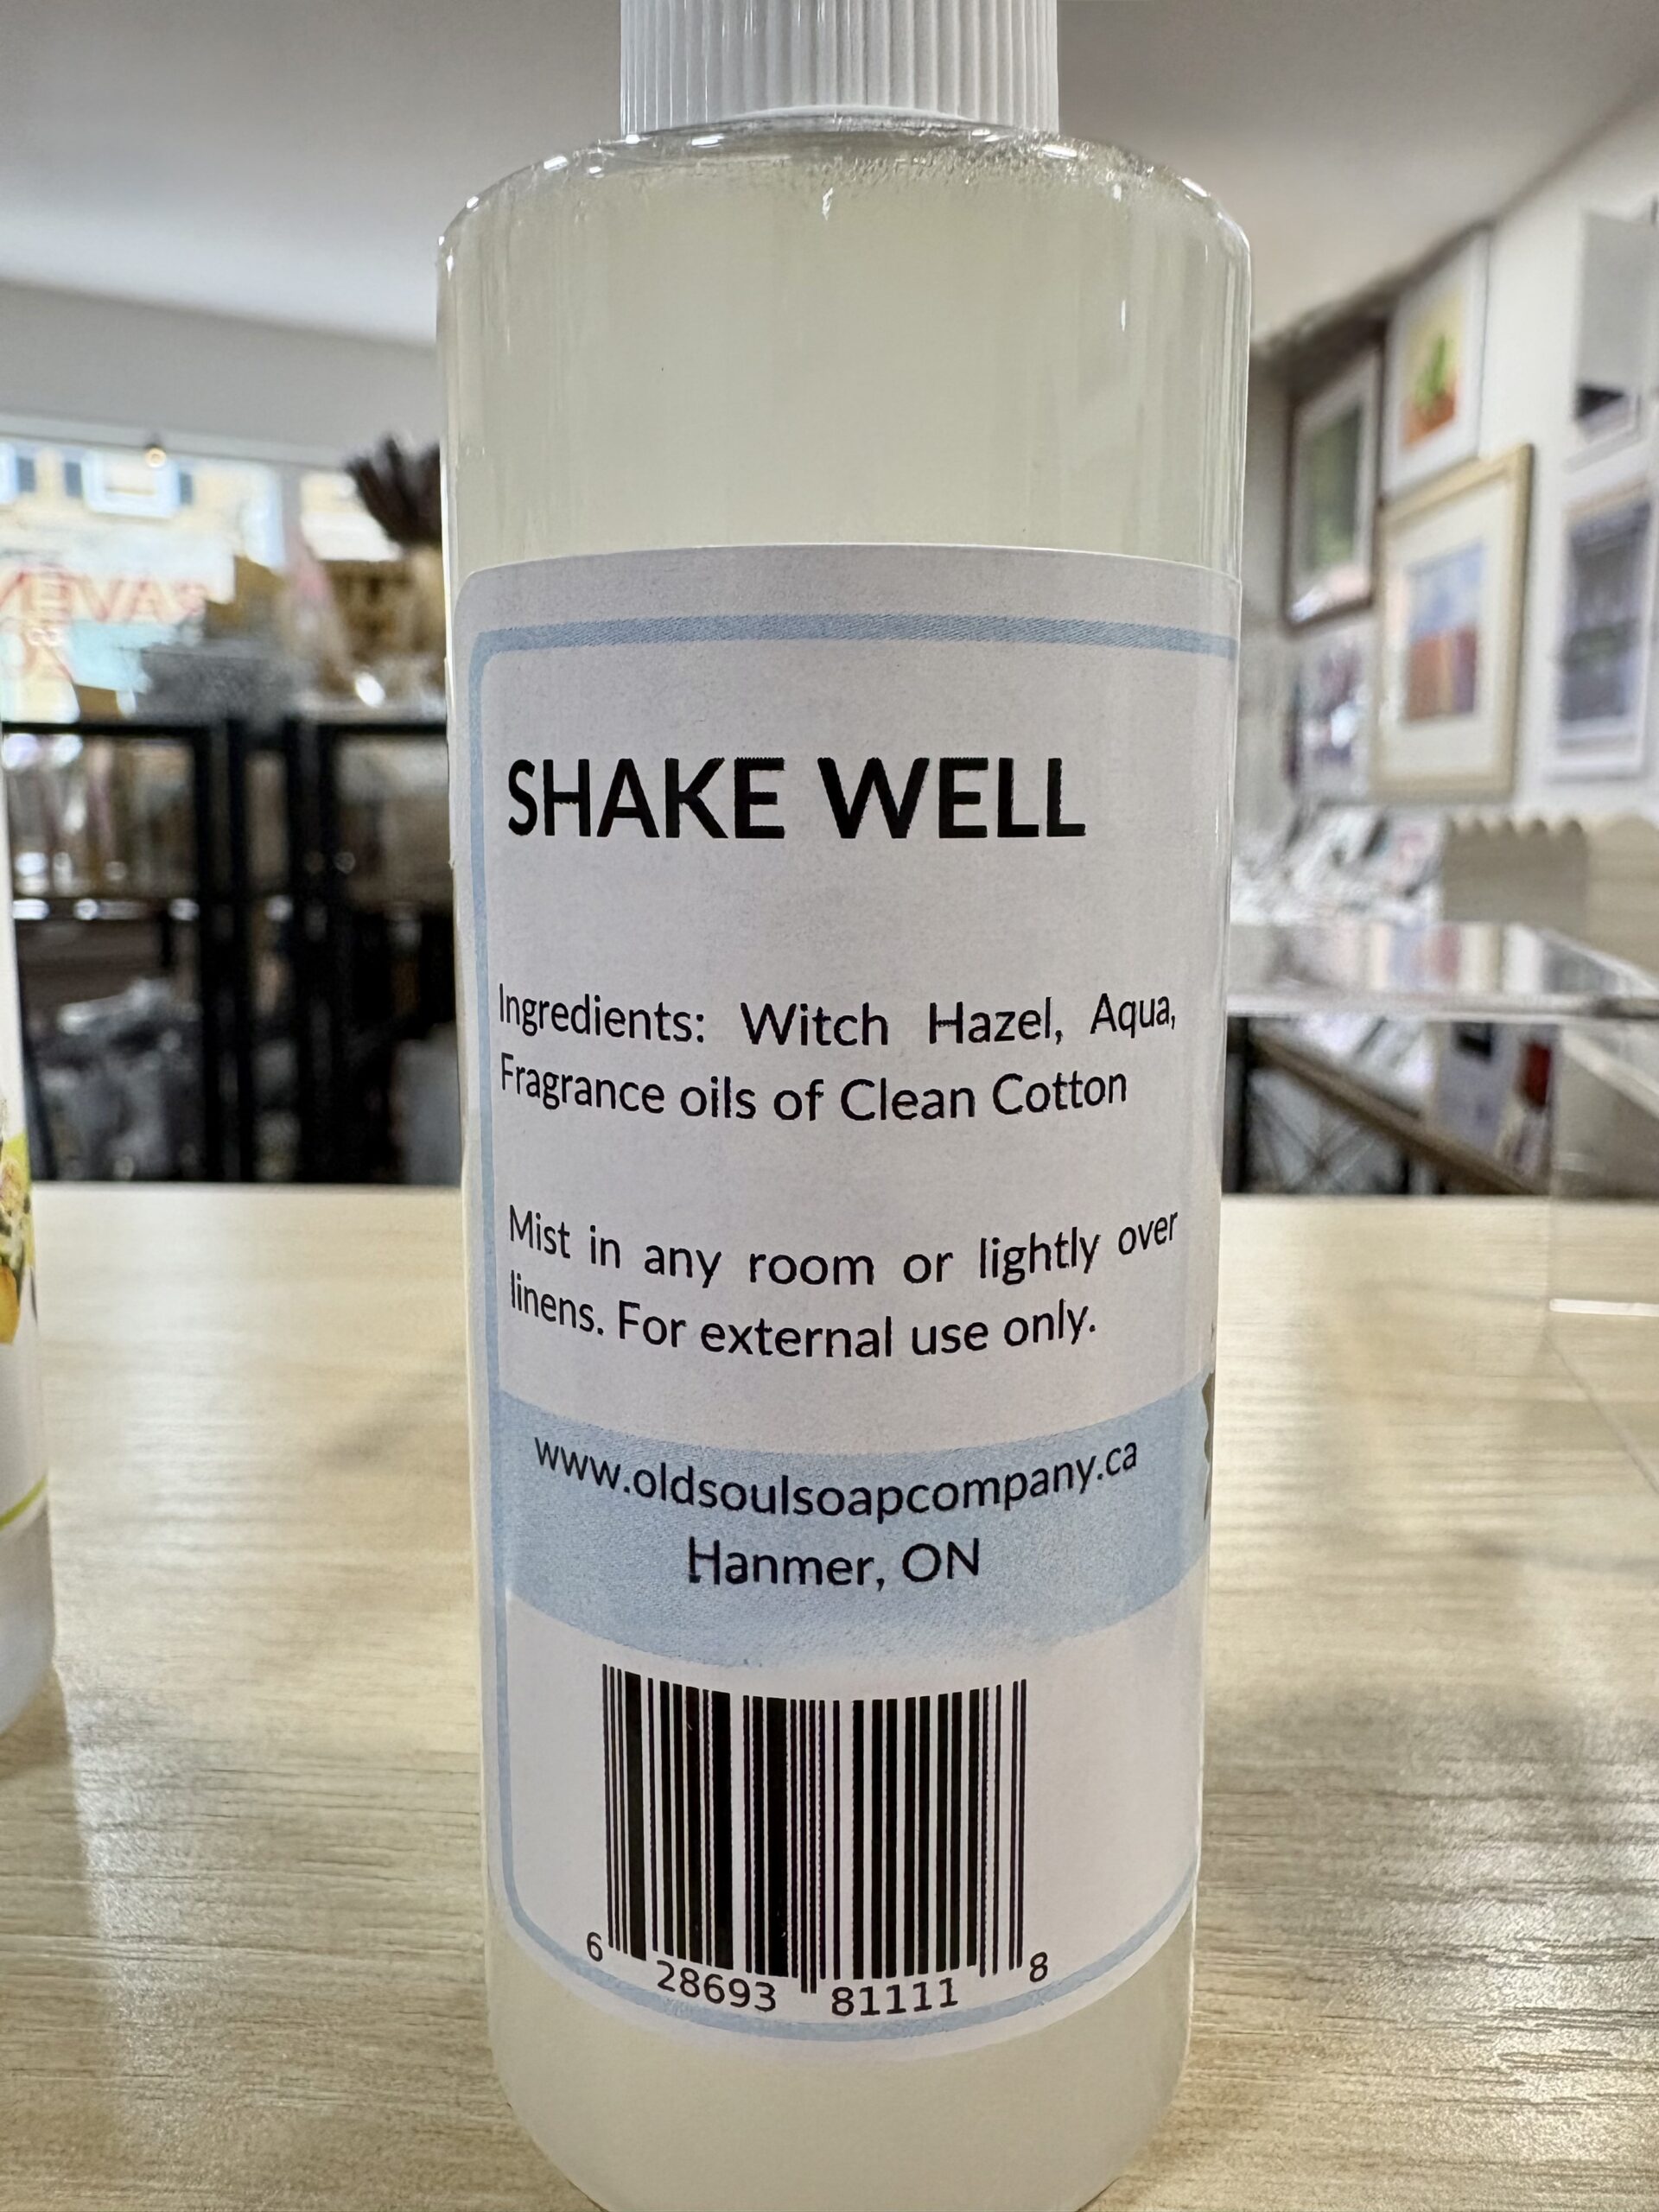 SHAKE WELL
Ingredients: Witch Hazel, Aqua,
Fragrance oils of Clean Cotton
Mist in any room or lightly over
linens. For external use only.
www.oldsoulsoapcompany.ca
Hanmer, ON
6 28693 81111 8